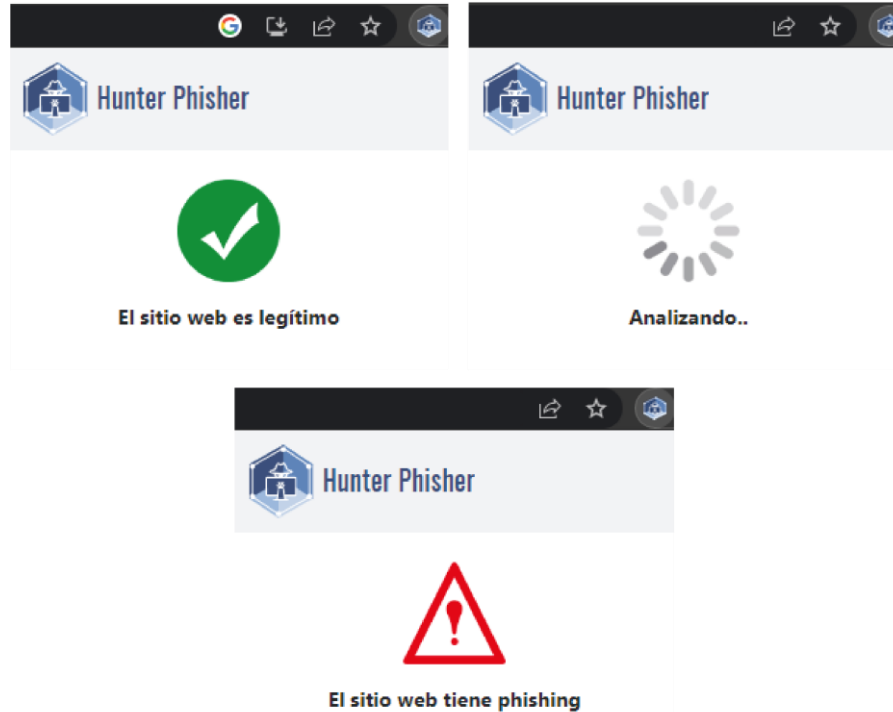 Hunter Phisher
El sitio web es legítimo
Hunter Phisher
Analizando..
Hunter Phisher
El sitio web tiene phishing